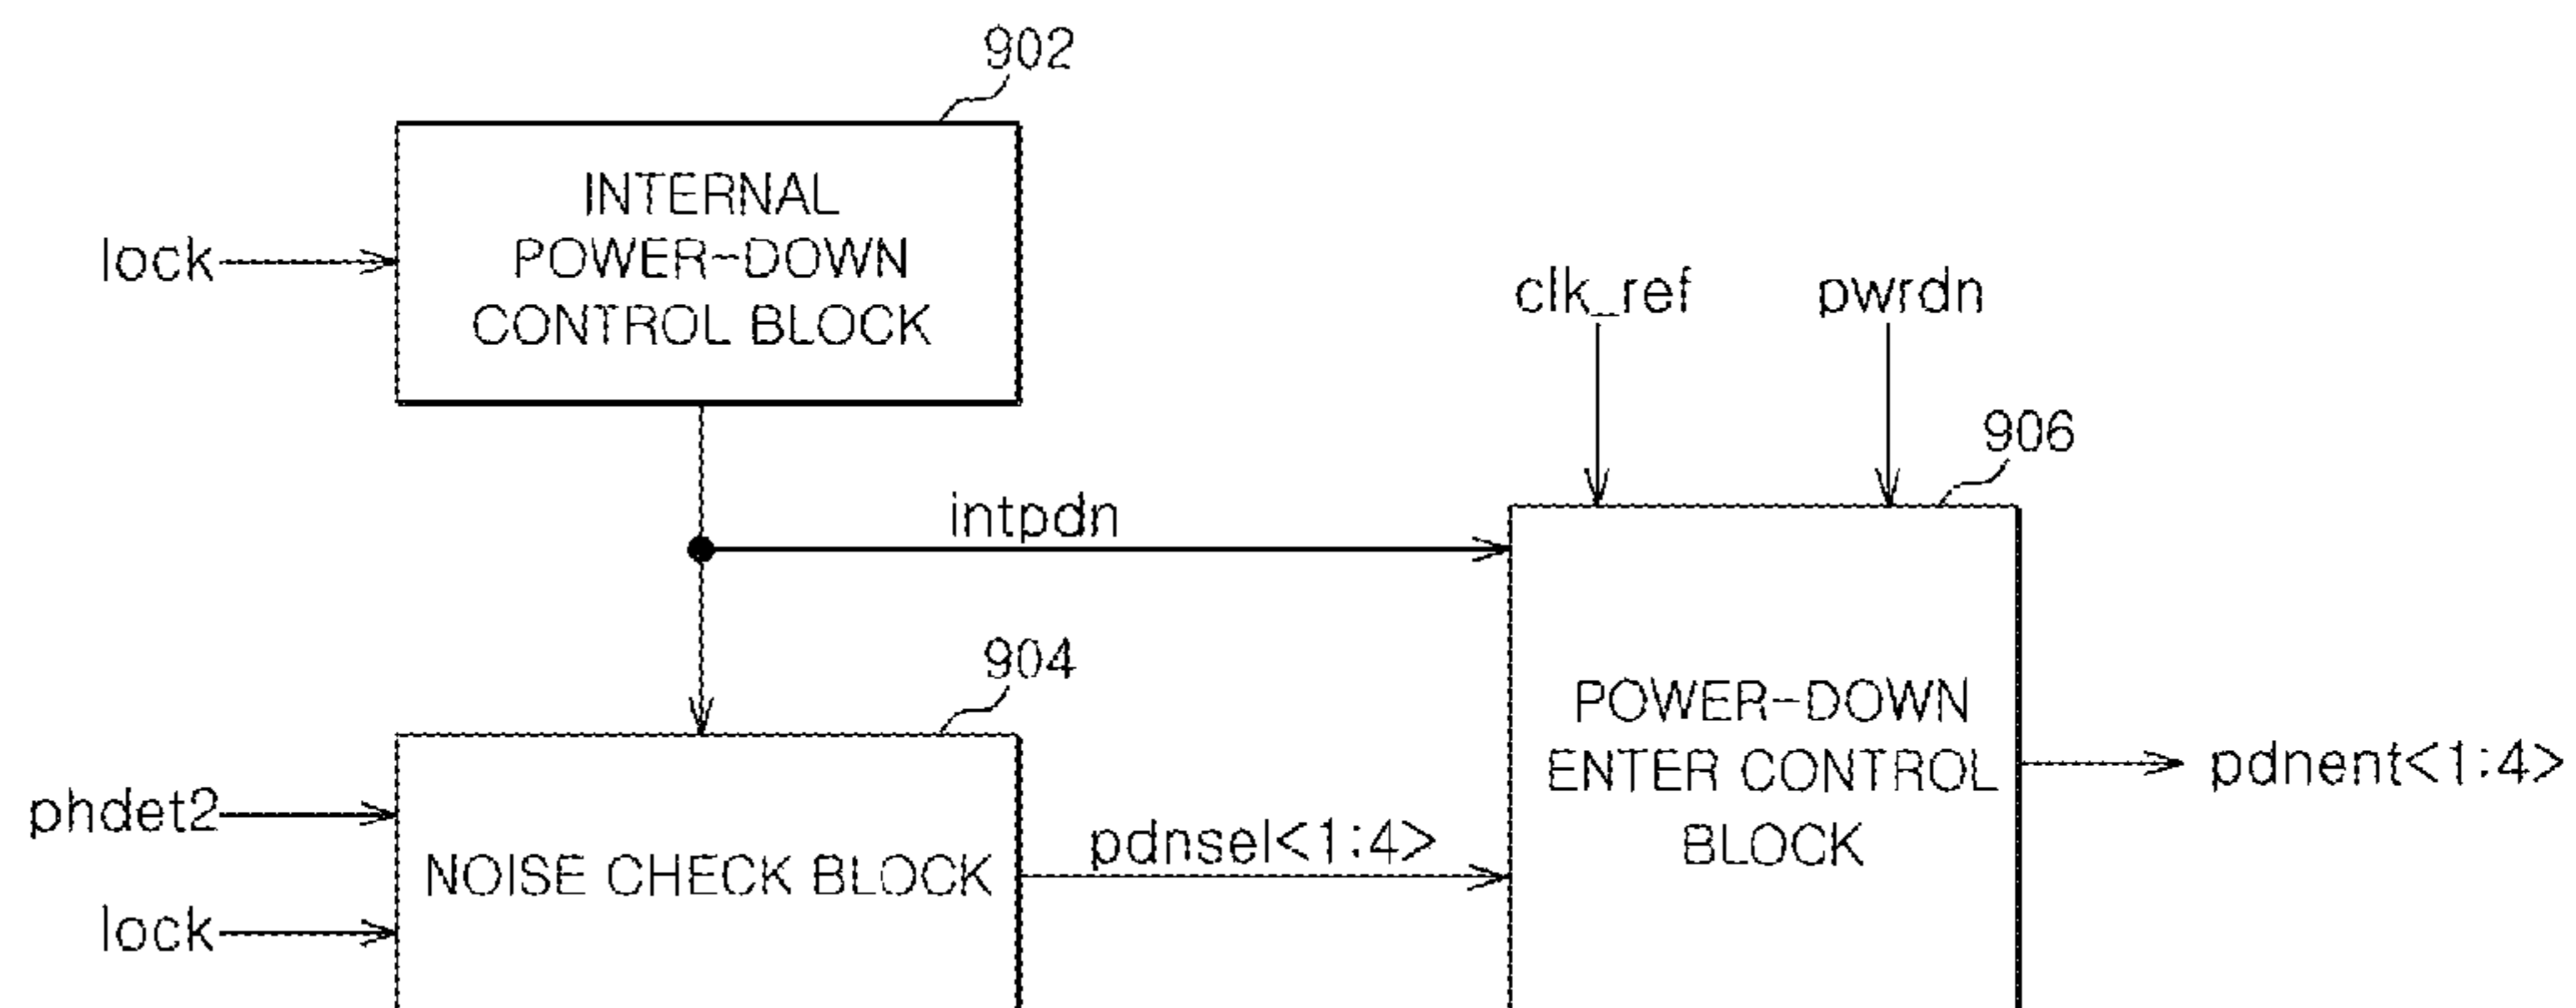 902
INTERNAL
POWER-DOWN
CONTROL BLOCK
lock
clk_ref
pwrdn
906
intpdn
904
POWER-DOWN
ENTER CONTROL
BLOCK
pdnent<1:4>
phdet2
pdnsel<1:4>
NOISE CHECK BLOCK
lock